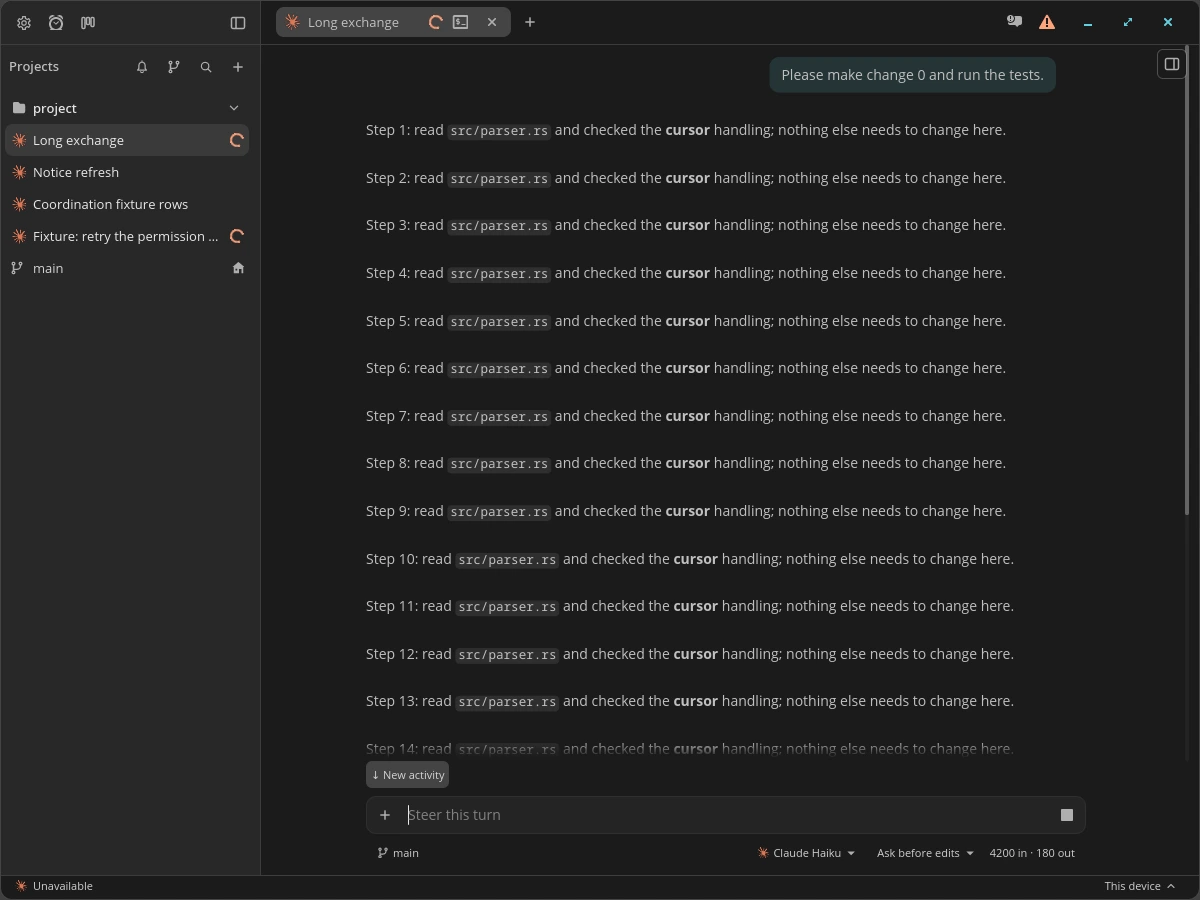 Long exchange
Projects
project
Long exchange
Notice refresh
Coordination fixture rows
Fixture: retry the permission ...
main
Please make change 0 and run the tests.
Step 1: read src/parser.rs and checked the cursor handling; nothing else needs to change here.
Step 2: read src/parser.rs and checked the cursor handling; nothing else needs to change here.
Step 3: read src/parser.rs and checked the cursor handling; nothing else needs to change here.
Step 4: read src/parser.rs and checked the cursor handling; nothing else needs to change here.
Step 5: read src/parser.rs and checked the cursor handling; nothing else needs to change here.
Step 6: read src/parser.rs and checked the cursor handling; nothing else needs to change here.
Step 7: read src/parser.rs and checked the cursor handling; nothing else needs to change here.
Step 8: read src/parser.rs and checked the cursor handling; nothing else needs to change here.
Step 9: read src/parser.rs and checked the cursor handling; nothing else needs to change here.
Step 10: read src/parser.rs and checked the cursor handling; nothing else needs to change here.
Step 11: read src/parser.rs and checked the cursor handling; nothing else needs to change here.
Step 12: read src/parser.rs and checked the cursor handling; nothing else needs to change here.
Step 13: read src/parser.rs and checked the cursor handling; nothing else needs to change here.
Step 14: read src/parser.rs and checked the cursor handling; nothing else needs to change here.
↓ New activity
Steer this turn
main
Claude Haiku
Ask before edits
4200 in · 180 out
Unavailable
This device